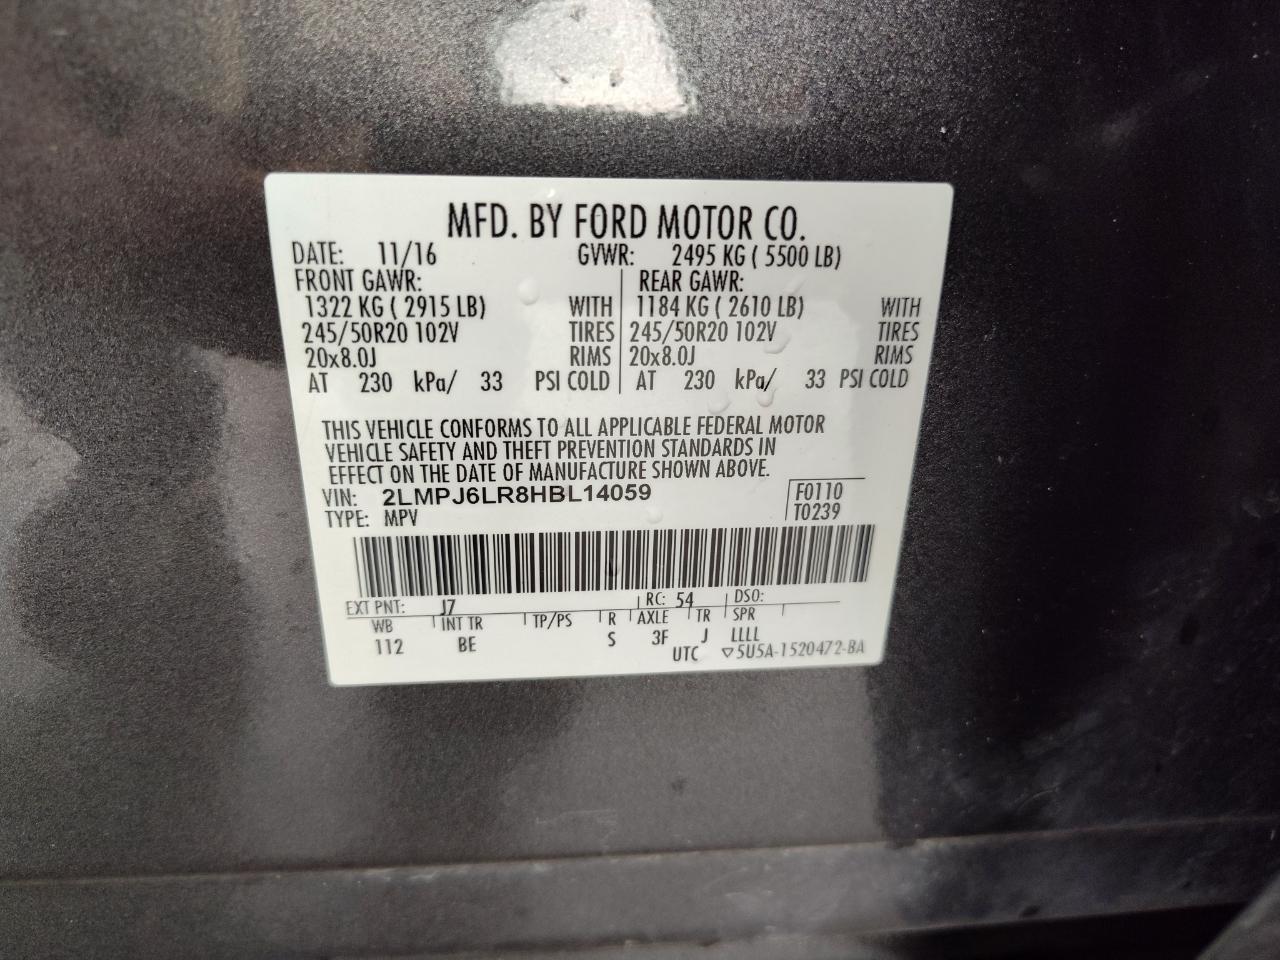 MFD. BY FORD MOTOR CO.
DATE: 11/16 GVWR: 2495 KG ( 5500 LB)
FRONT GAWR: REAR GAWR:
1322 KG ( 2915 LB) WITH 1184 KG ( 2610 LB) WITH
245/50R20 102V TIRES 245/50R20 102V TIRES
20x8.0J RIMS 20x8.0J RIMS
AT 230 kPa/ 33 PSI COLD AT 230 kPa/ 33 PSI COLD
THIS VEHICLE CONFORMS TO ALL APPLICABLE FEDERAL MOTOR
VEHICLE SAFETY AND THEFT PREVENTION STANDARDS IN
EFFECT ON THE DATE OF MANUFACTURE SHOWN ABOVE.
VIN: 2LMPJ6LR8HBL14059 F0110
TYPE: MPV T0239
EXT PNT: J7 RC: 54 DSO:
WB INT TR TP/PS R AXLE TR SPR
112 BE S 3F J LLLL
UTC ▽5U5A-1520472-BA